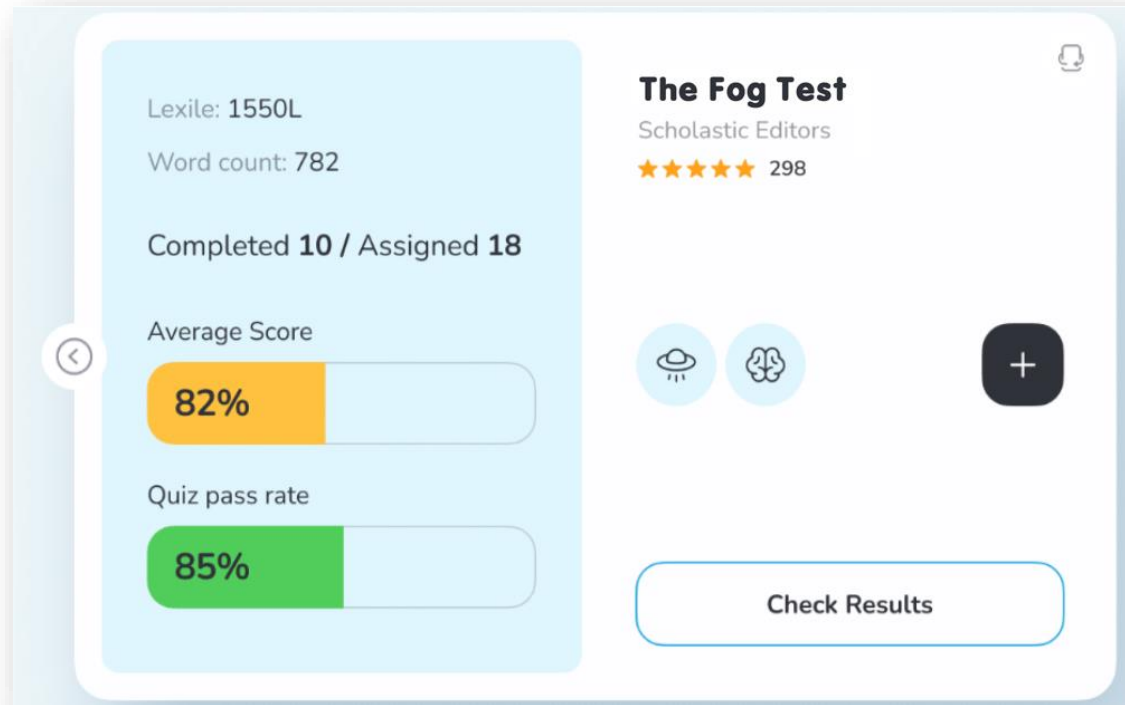 Lexile: 1550L
Word count: 782
Completed 10 / Assigned 18
Average Score
82%
Quiz pass rate
85%
The Fog Test
Scholastic Editors
298
Check Results